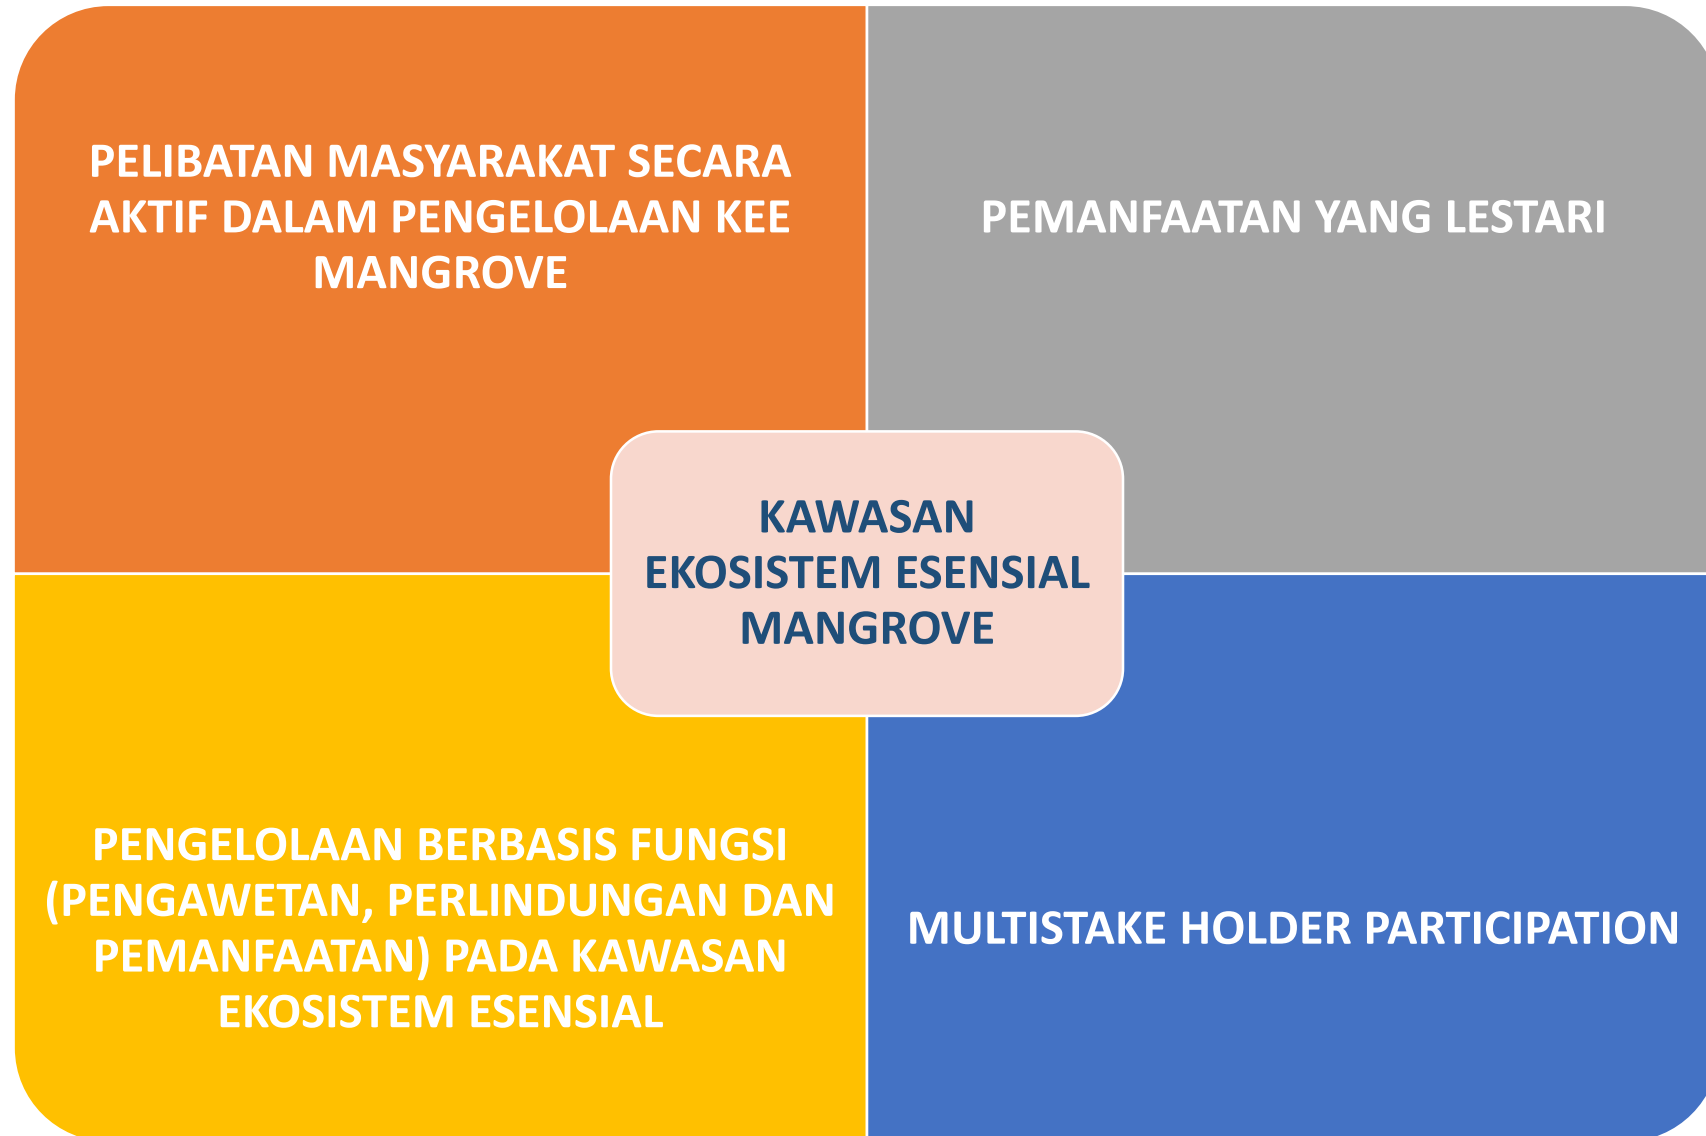 PELIBATAN MASYARAKAT SECARA
AKTIF DALAM PENGELOLAAN KEE
MANGROVE
PEMANFAATAN YANG LESTARI
KAWASAN
EKOSISTEM ESENSIAL
MANGROVE
PENGELOLAAN BERBASIS FUNGSI
(PENGAWETAN, PERLINDUNGAN DAN
PEMANFAATAN) PADA KAWASAN
EKOSISTEM ESENSIAL
MULTISTAKE HOLDER PARTICIPATION